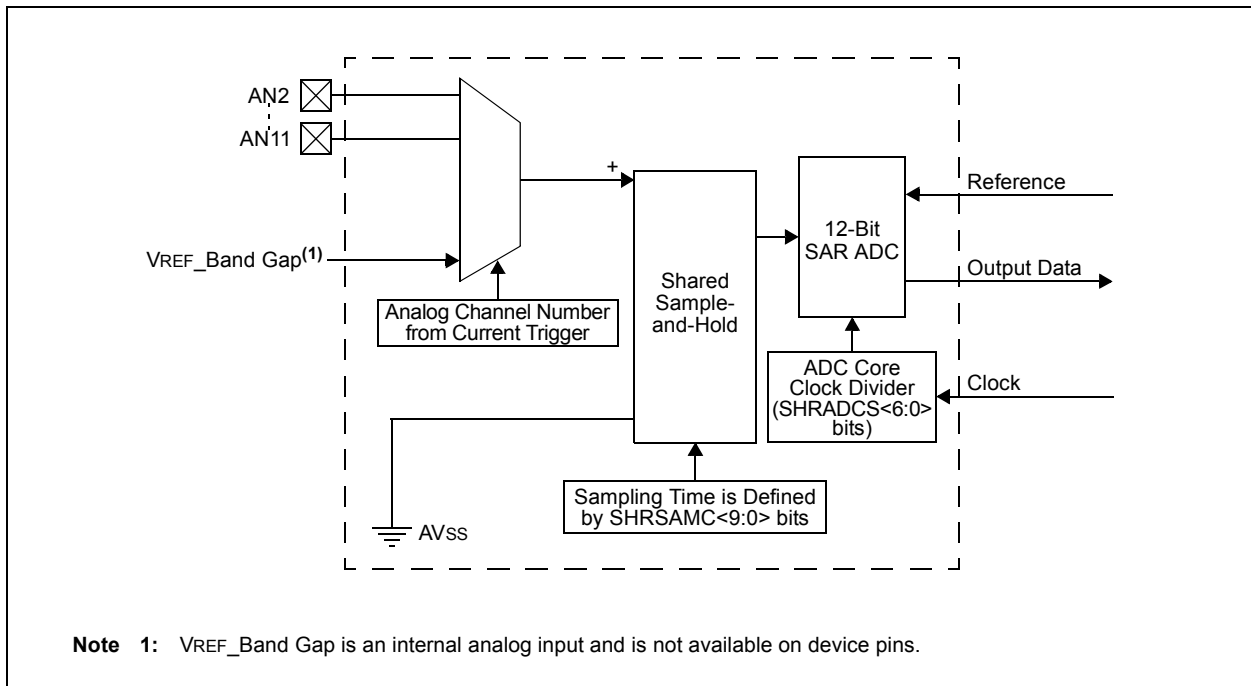 AN2
AN11
VREF_Band Gap(1)
Analog Channel Number
from Current Trigger
+
Shared
Sample-
and-Hold
12-Bit
SAR ADC
Reference
Output Data
ADC Core
Clock Divider
(SHRADCS<6:0>
bits)
Clock
Sampling Time is Defined
by SHRSAMC<9:0> bits
AVSS
Note 1: VREF_Band Gap is an internal analog input and is not available on device pins.